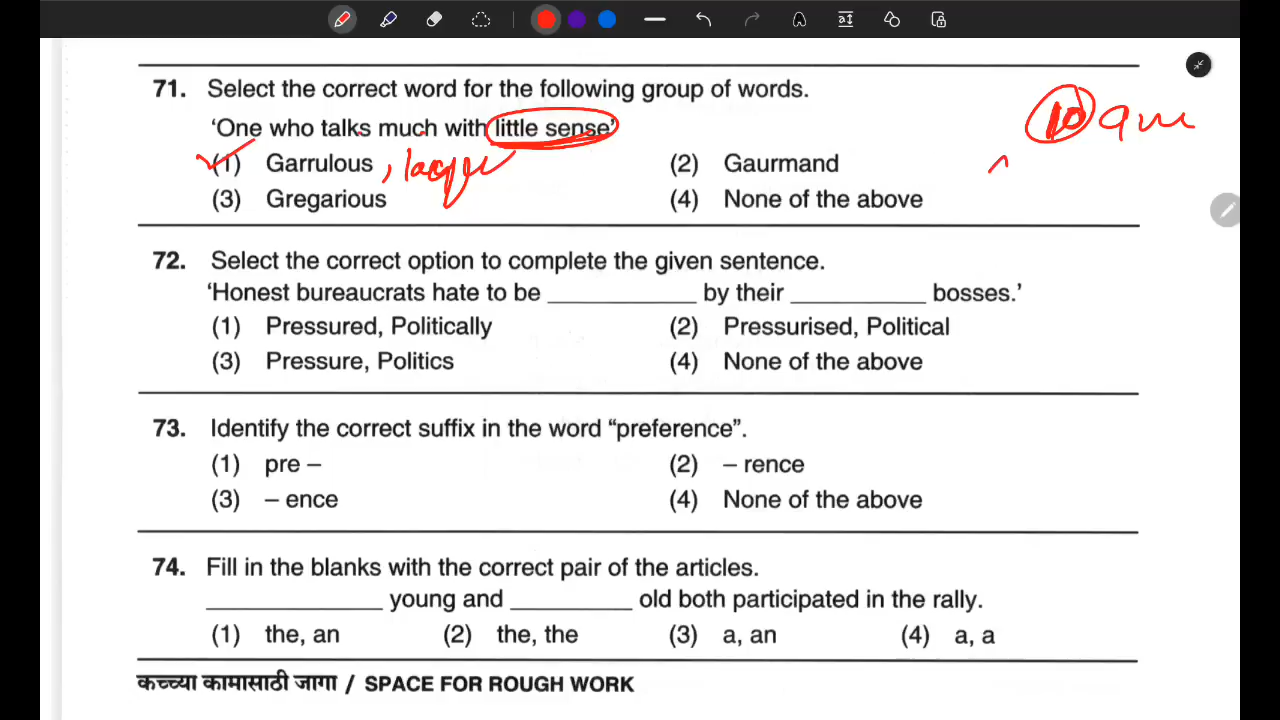 71. Select the correct word for the following group of words.
‘One who talks much with little sense’
(1) Garrulous (2) Gaurmand
(3) Gregarious (4) None of the above
72. Select the correct option to complete the given sentence.
‘Honest bureaucrats hate to be ____________ by their ___________ bosses.’
(1) Pressured, Politically (2) Pressurised, Political
(3) Pressure, Politics (4) None of the above
73. Identify the correct suffix in the word “preference”.
(1) pre – (2) – rence
(3) – ence (4) None of the above
74. Fill in the blanks with the correct pair of the articles.
______________ young and __________ old both participated in the rally.
(1) the, an (2) the, the (3) a, an (4) a, a
कच्च्या कामासाठी जागा / SPACE FOR ROUGH WORK